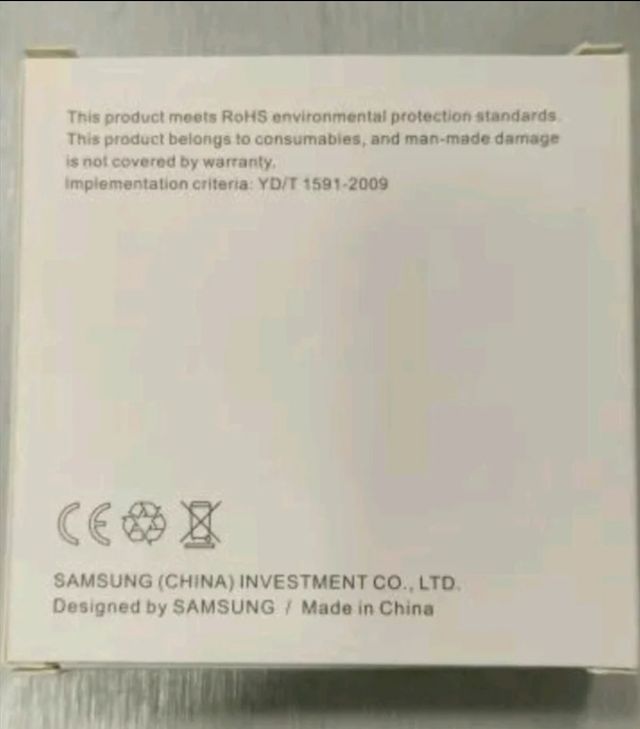 This product meets RoHS environmental protection standards.
This product belongs to consumables, and man-made damage
is not covered by warranty.
Implementation criteria: YD/T 1591-2009
CE
SAMSUNG (CHINA) INVESTMENT CO., LTD.
Designed by SAMSUNG / Made in China